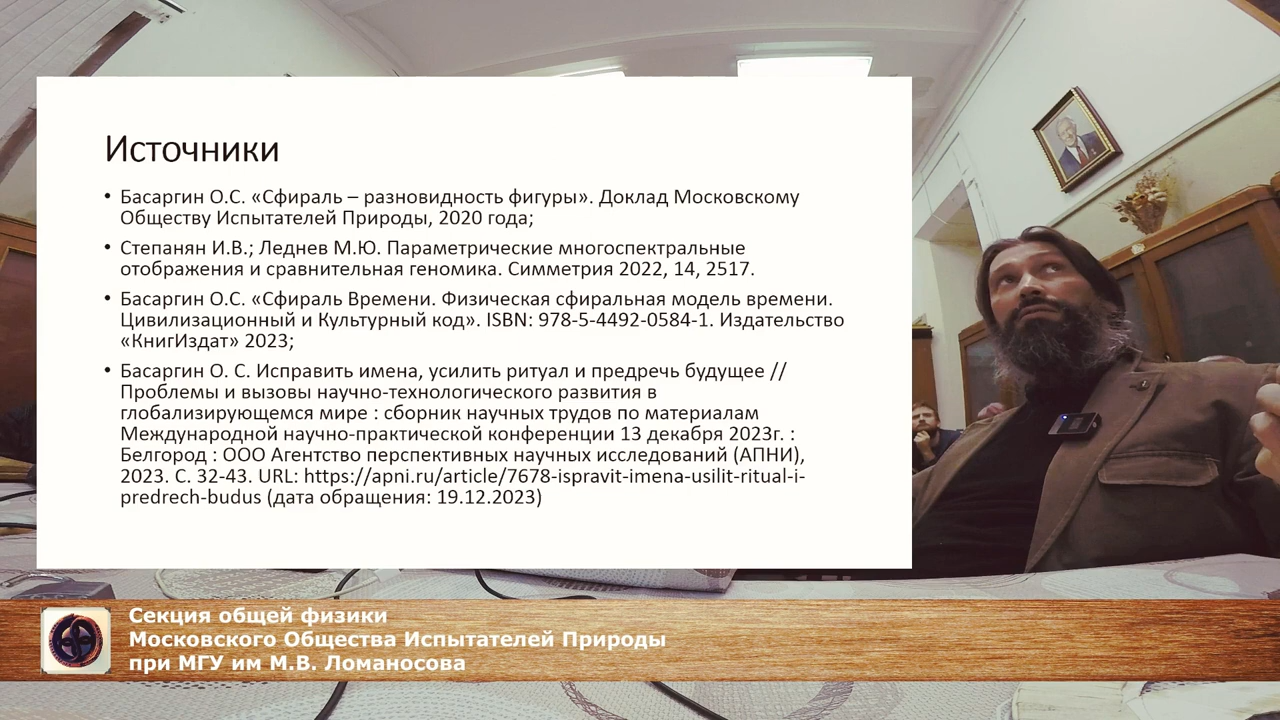 Источники
• Басаргин О.С. «Сфираль – разновидность фигуры». Доклад Московскому
Обществу Испытателей Природы, 2020 года;
• Степанян И.В.; Леднев М.Ю. Параметрические многоспектральные
отображения и сравнительная геномика. Симметрия 2022, 14, 2517.
• Басаргин О.С. «Сфираль Времени. Физическая сфиральная модель времени.
Цивилизационный и Культурный код». ISBN: 978-5-4492-0584-1. Издательство
«КнигИздат» 2023;
• Басаргин О. С. Исправить имена, усилить ритуал и предречь будущее //
Проблемы и вызовы научно-технологического развития в
глобализирующемся мире : сборник научных трудов по материалам
Международной научно-практической конференции 13 декабря 2023г. :
Белгород : ООО Агентство перспективных научных исследований (АПНИ),
2023. С. 32-43. URL: https://apni.ru/article/7678-ispravit-imena-usilit-ritual-i-
predrech-budus (дата обращения: 19.12.2023)
Секция общей физики
Московского Общества Испытателей Природы
при МГУ им М.В. Ломаносова